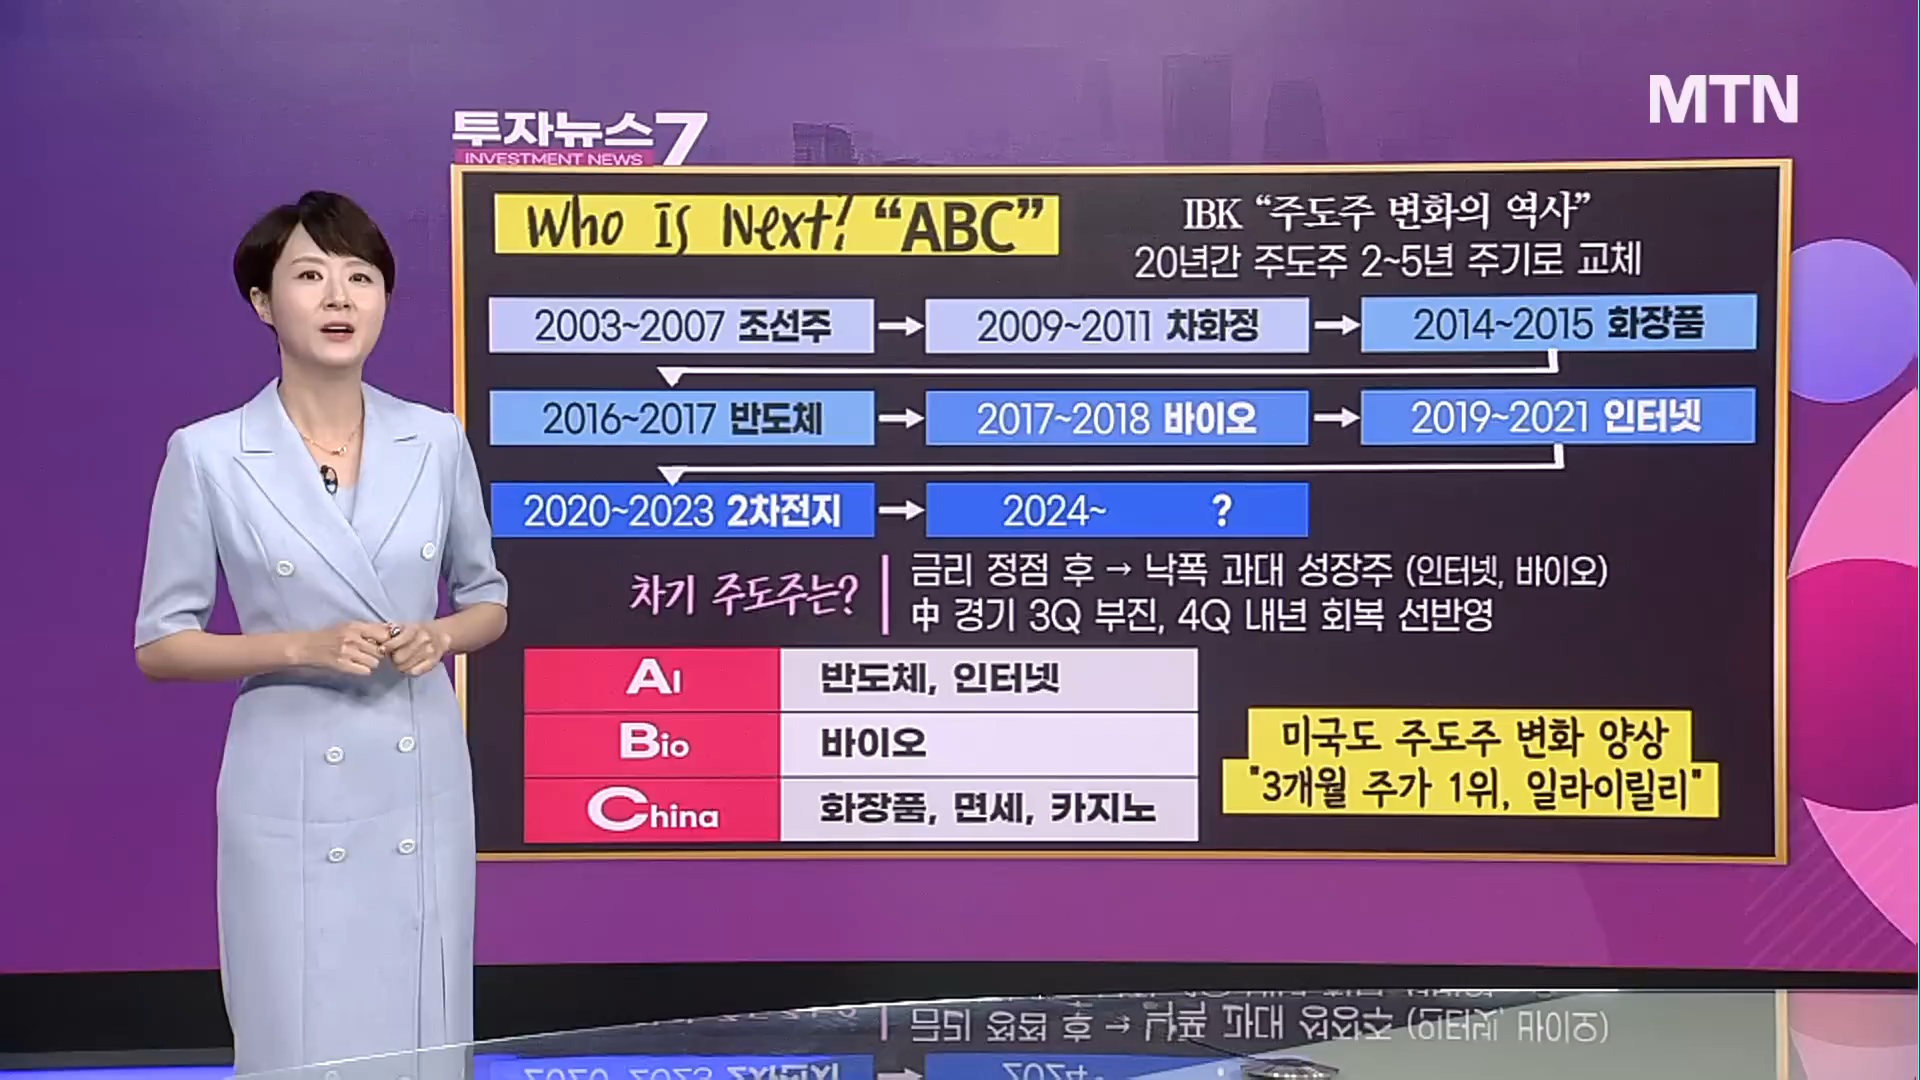 MTN
투자뉴스7
INVESTMENT NEWS
Who Is Next! “ABC”
IBK “주도주 변화의 역사”
20년간 주도주 2~5년 주기로 교체
2003~2007 조선주 → 2009~2011 차화정 → 2014~2015 화장품
2016~2017 반도체 → 2017~2018 바이오 → 2019~2021 인터넷
2020~2023 2차전지 → 2024~ ?
차기 주도주는?
금리 정점 후 → 낙폭 과대 성장주 (인터넷, 바이오)
中 경기 3Q 부진, 4Q 내년 회복 선반영
AI 반도체, 인터넷
Bio 바이오
China 화장품, 면세, 카지노
미국도 주도주 변화 양상
"3개월 주가 1위, 일라이릴리"